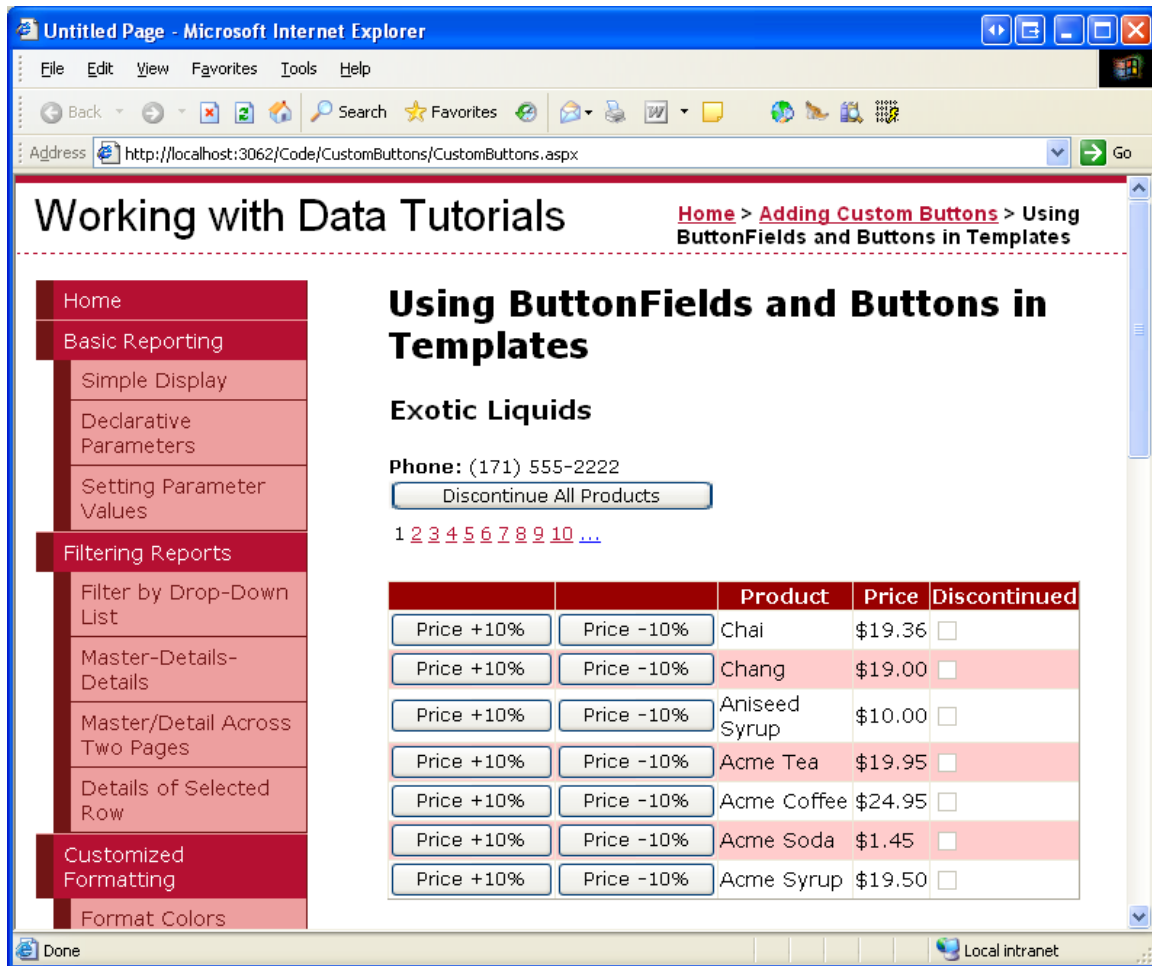 Untitled Page - Microsoft Internet Explorer
File Edit View Favorites Tools Help
Back Search Favorites W
Address http://localhost:3062/Code/CustomButtons/CustomButtons.aspx Go
Working with Data Tutorials
Home > Adding Custom Buttons > Using
ButtonFields and Buttons in Templates
Home
Basic Reporting
Simple Display
Declarative
Parameters
Setting Parameter
Values
Filtering Reports
Filter by Drop-Down
List
Master-Details-
Details
Master/Detail Across
Two Pages
Details of Selected
Row
Customized
Formatting
Format Colors
Using ButtonFields and Buttons in
Templates
Exotic Liquids
Phone: (171) 555-2222
Discontinue All Products
1 2 3 4 5 6 7 8 9 10 ...
Product Price Discontinued
Price +10% Price -10% Chai $19.36
Price +10% Price -10% Chang $19.00
Price +10% Price -10% Aniseed
Syrup $10.00
Price +10% Price -10% Acme Tea $19.95
Price +10% Price -10% Acme Coffee $24.95
Price +10% Price -10% Acme Soda $1.45
Price +10% Price -10% Acme Syrup $19.50
Done Local intranet